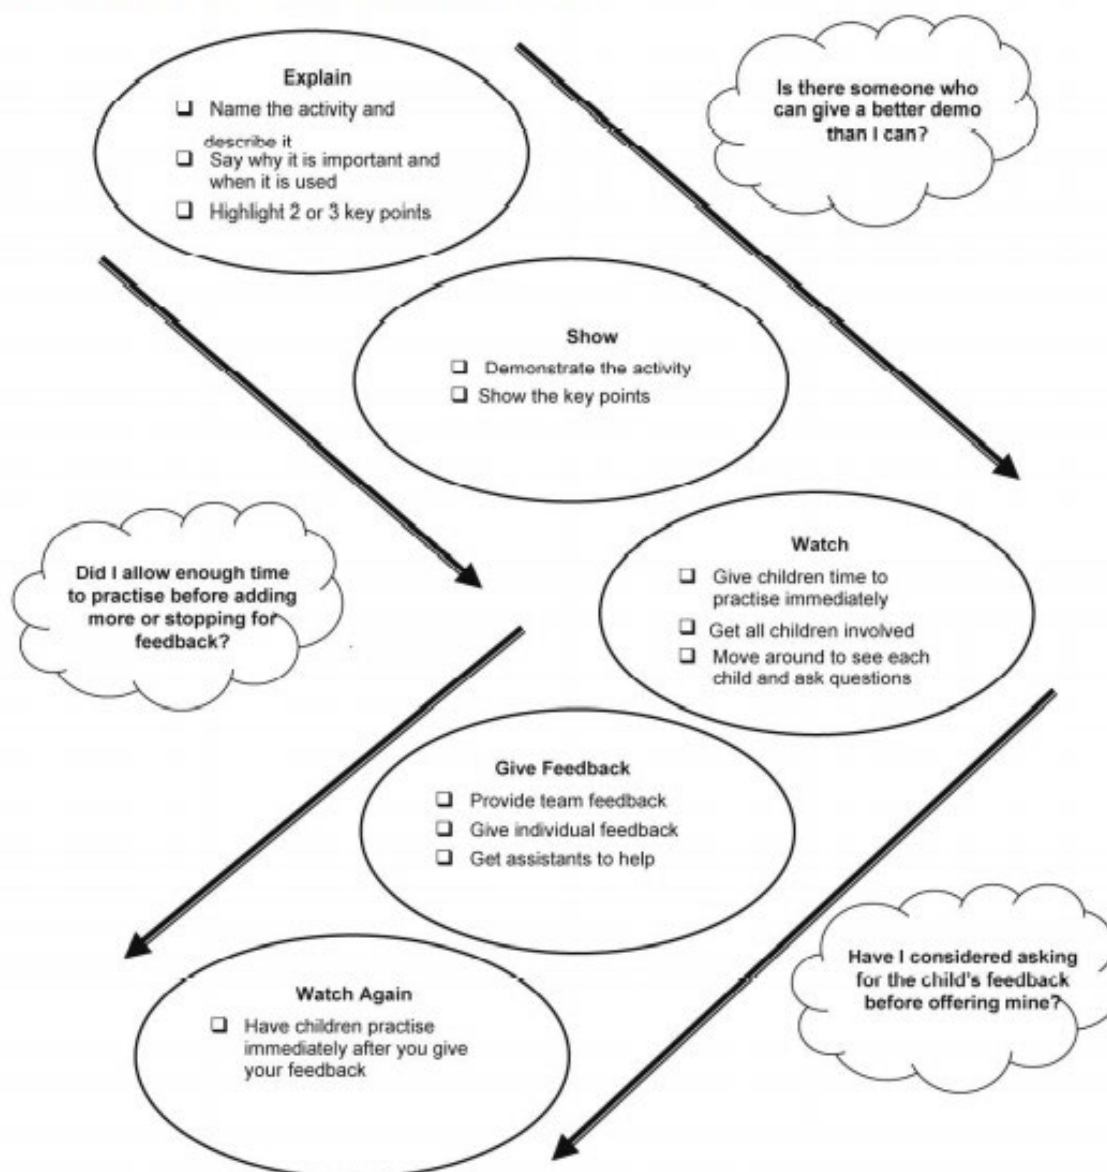 Explain
❑ Name the activity and
describe it
❑ Say why it is important and
when it is used
❑ Highlight 2 or 3 key points
Is there someone who
can give a better demo
than I can?
Show
❑ Demonstrate the activity
❑ Show the key points
Did I allow enough time
to practise before adding
more or stopping for
feedback?
Watch
❑ Give children time to
practise immediately
❑ Get all children involved
❑ Move around to see each
child and ask questions
Give Feedback
❑ Provide team feedback
❑ Give individual feedback
❑ Get assistants to help
Have I considered asking
for the child's feedback
before offering mine?
Watch Again
❑ Have children practise
immediately after you give
your feedback